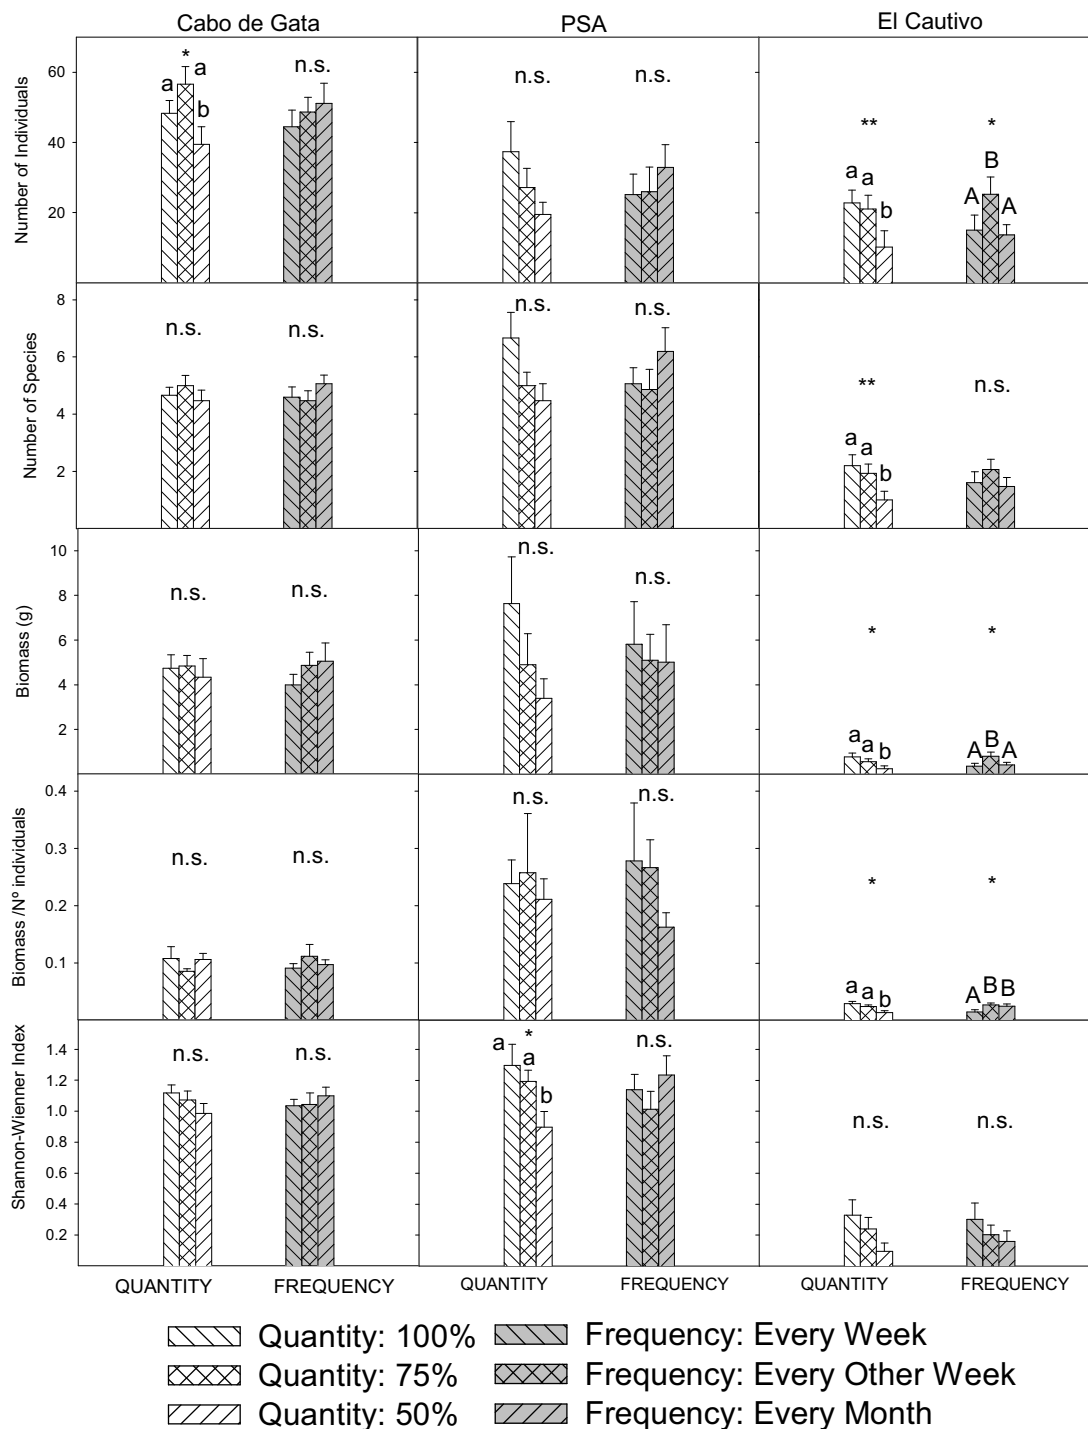 Cabo de Gata PSA El Cautivo
Number of Individuals
60
40
20
a * a b
n.s.
n.s.
n.s.
** a a b
* A B A
Number of Species
8
6
4
2
n.s.
n.s.
n.s.
n.s.
** a a b
n.s.
Biomass (g)
10
8
6
4
2
n.s.
n.s.
n.s.
n.s.
* a a b
* A B A
Biomass /Nº individuals
0.4
0.3
0.2
0.1
n.s.
n.s.
n.s.
n.s.
* a a b
* A B B
Shannon-Wienner Index
1.4
1.2
1.0
0.8
0.6
0.4
0.2
n.s.
n.s.
a * a b
n.s.
n.s.
n.s.
QUANTITY FREQUENCY QUANTITY FREQUENCY QUANTITY FREQUENCY
Quantity: 100% Frequency: Every Week
Quantity: 75% Frequency: Every Other Week
Quantity: 50% Frequency: Every Month